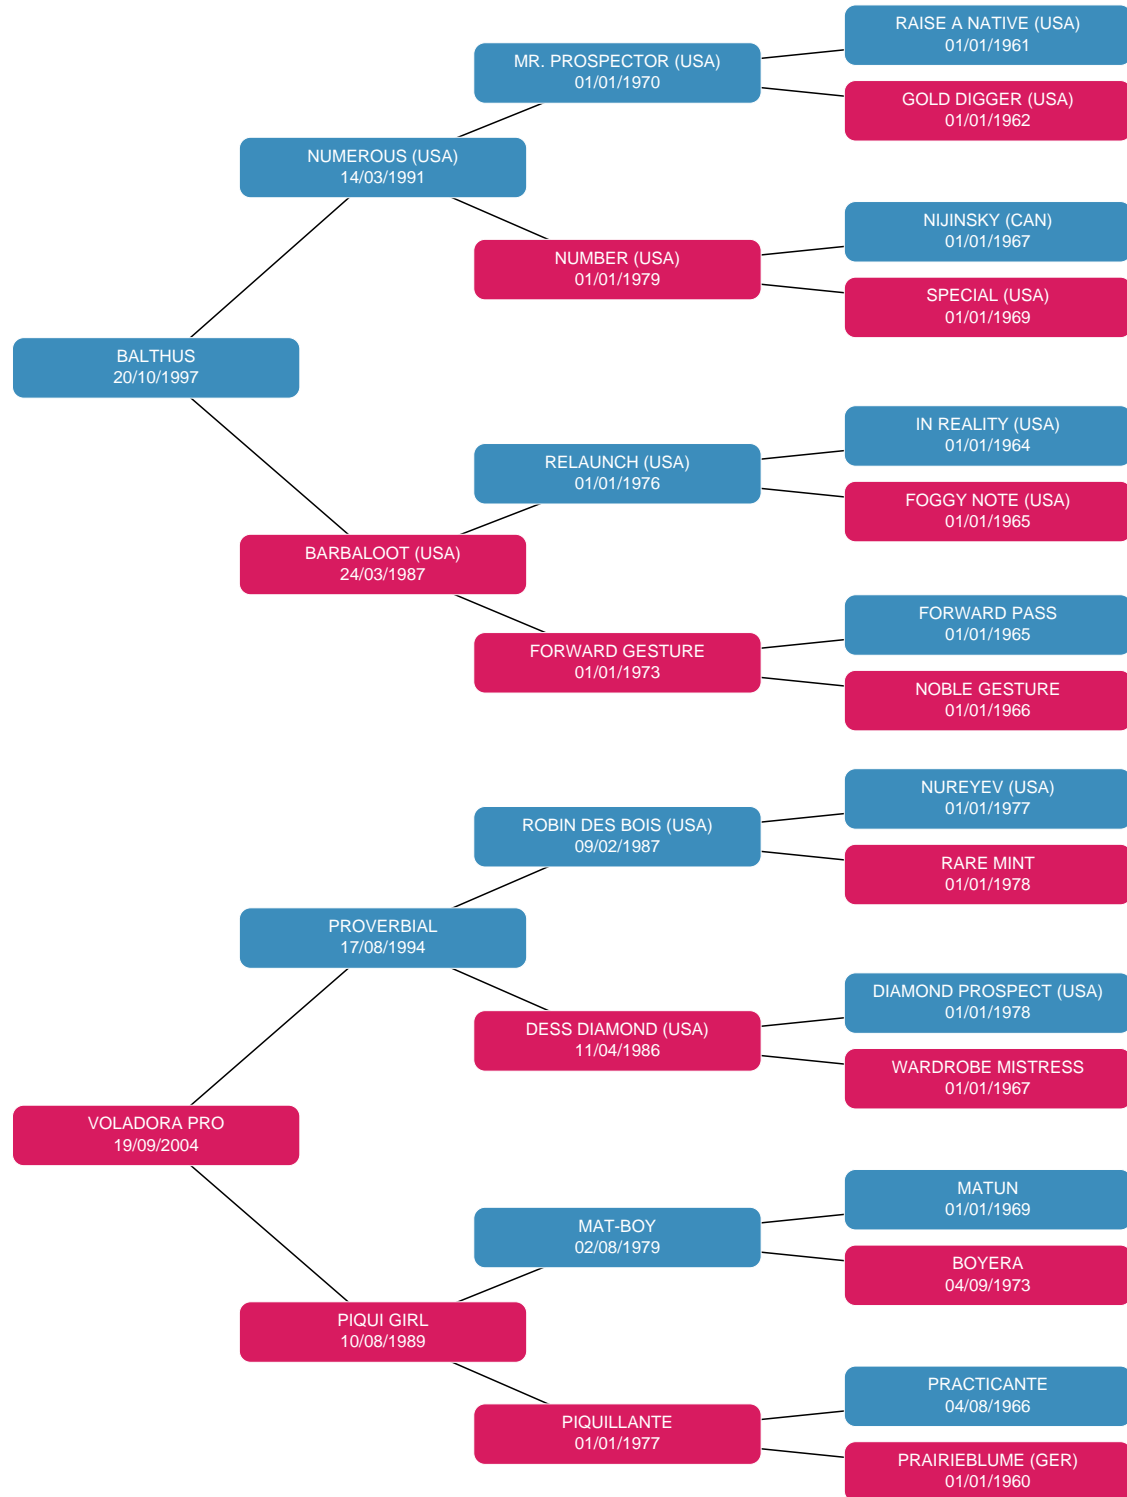 RAISE A NATIVE (USA)
01/01/1961
MR. PROSPECTOR (USA)
01/01/1970
GOLD DIGGER (USA)
01/01/1962
NUMEROUS (USA)
14/03/1991
NIJINSKY (CAN)
01/01/1967
NUMBER (USA)
01/01/1979
SPECIAL (USA)
01/01/1969
BALTHUS
20/10/1997
IN REALITY (USA)
01/01/1964
RELAUNCH (USA)
01/01/1976
FOGGY NOTE (USA)
01/01/1965
BARBALOOT (USA)
24/03/1987
FORWARD PASS
01/01/1965
FORWARD GESTURE
01/01/1973
NOBLE GESTURE
01/01/1966
NUREYEV (USA)
01/01/1977
ROBIN DES BOIS (USA)
09/02/1987
RARE MINT
01/01/1978
PROVERBIAL
17/08/1994
DIAMOND PROSPECT (USA)
01/01/1978
DESS DIAMOND (USA)
11/04/1986
WARDROBE MISTRESS
01/01/1967
VOLADORA PRO
19/09/2004
MATUN
01/01/1969
MAT-BOY
02/08/1979
BOYERA
04/09/1973
PIQUI GIRL
10/08/1989
PRACTICANTE
04/08/1966
PIQUILLANTE
01/01/1977
PRAIRIEBLUME (GER)
01/01/1960